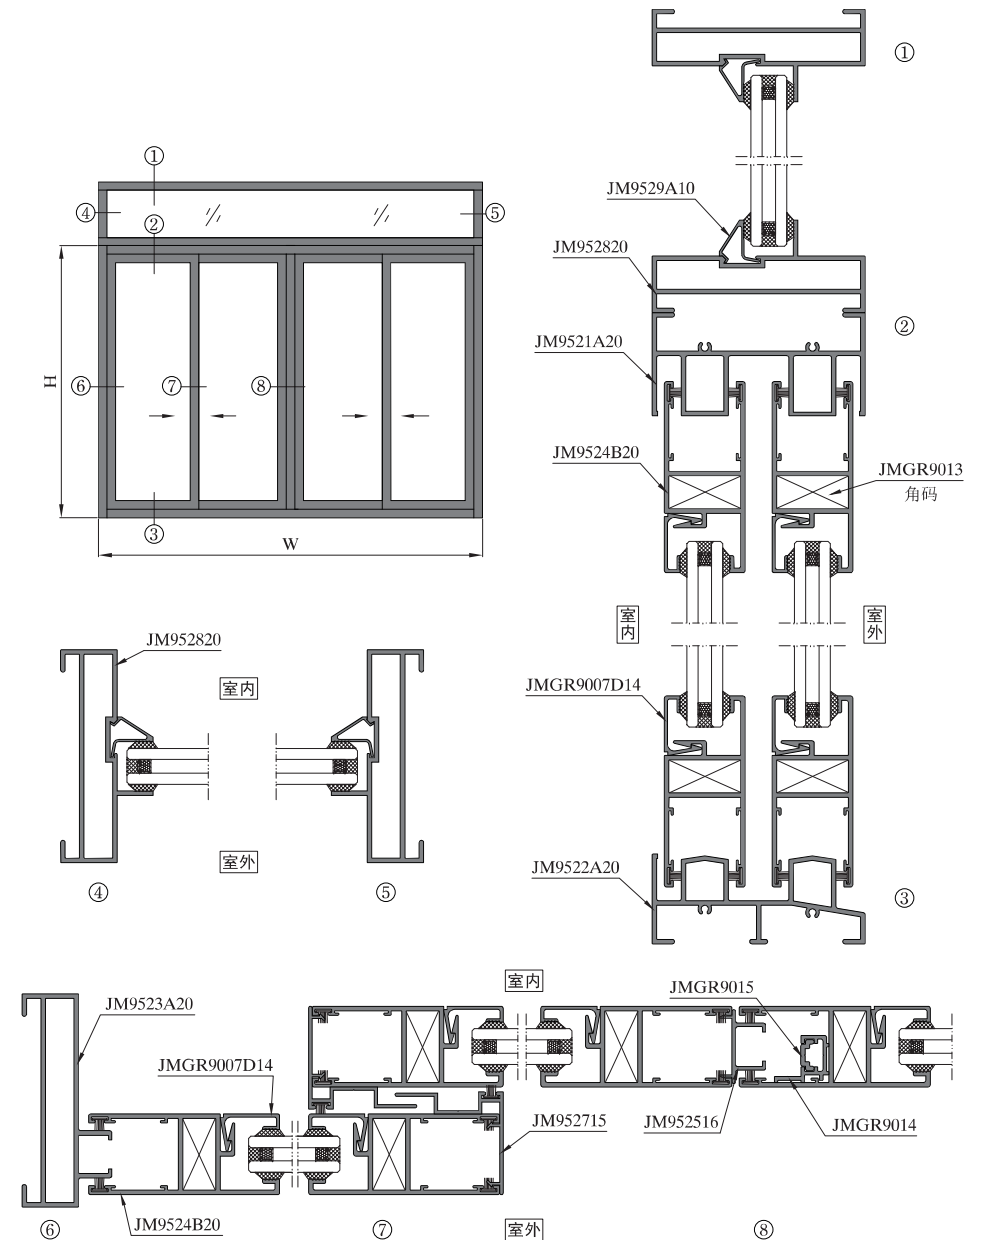 ①
①
④
②
⑤
JM9529A10
JM952820
②
H
⑥
⑦
⑧
JM9521A20
JM9524B20
JMGR9013
角码
③
W
室内
室外
JM952820
室内
JMGR9007D14
室外
④
⑤
JM9522A20
③
室内
JM9523A20
JMGR9015
JMGR9007D14
JM952715
JM952516
JMGR9014
JM9524B20
⑥
⑦
室外
⑧